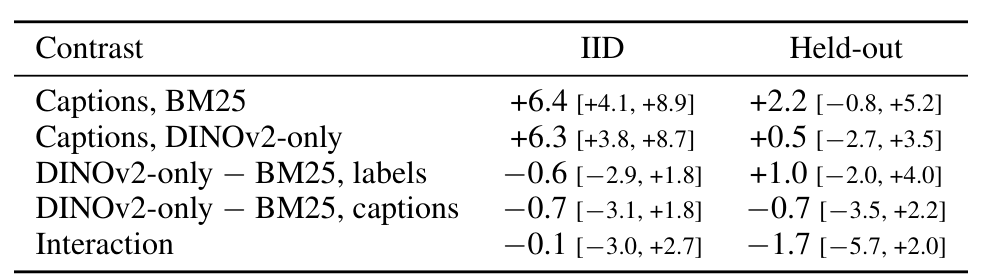 Contrast IID Held-out
Captions, BM25 +6.4 [+4.1, +8.9] +2.2 [−0.8, +5.2]
Captions, DINOv2-only +6.3 [+3.8, +8.7] +0.5 [−2.7, +3.5]
DINOv2-only − BM25, labels −0.6 [−2.9, +1.8] +1.0 [−2.0, +4.0]
DINOv2-only − BM25, captions −0.7 [−3.1, +1.8] −0.7 [−3.5, +2.2]
Interaction −0.1 [−3.0, +2.7] −1.7 [−5.7, +2.0]